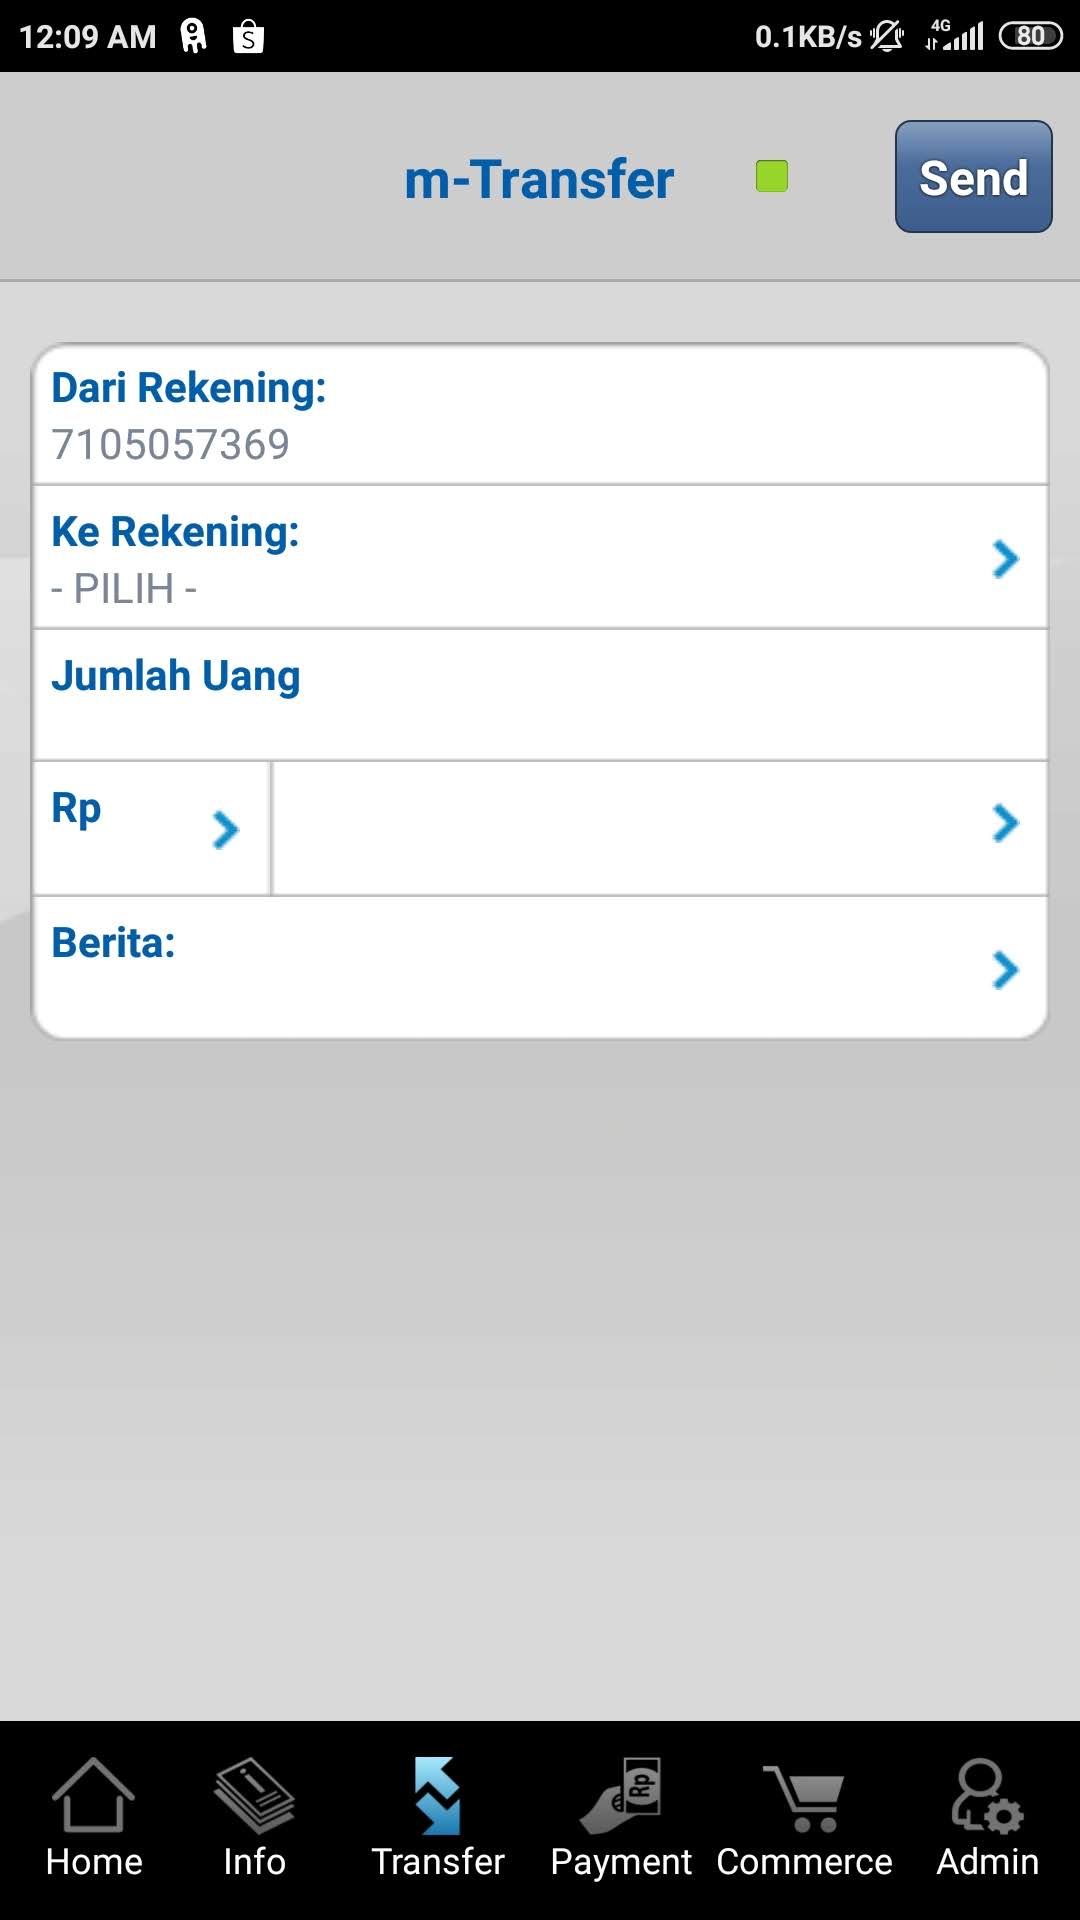 12:09 AM 0.1KB/s 4G 80
m-Transfer Send
Dari Rekening:
7105057369
Ke Rekening:
- PILIH -
Jumlah Uang
Rp
Berita:
Home Info Transfer Payment Commerce Admin